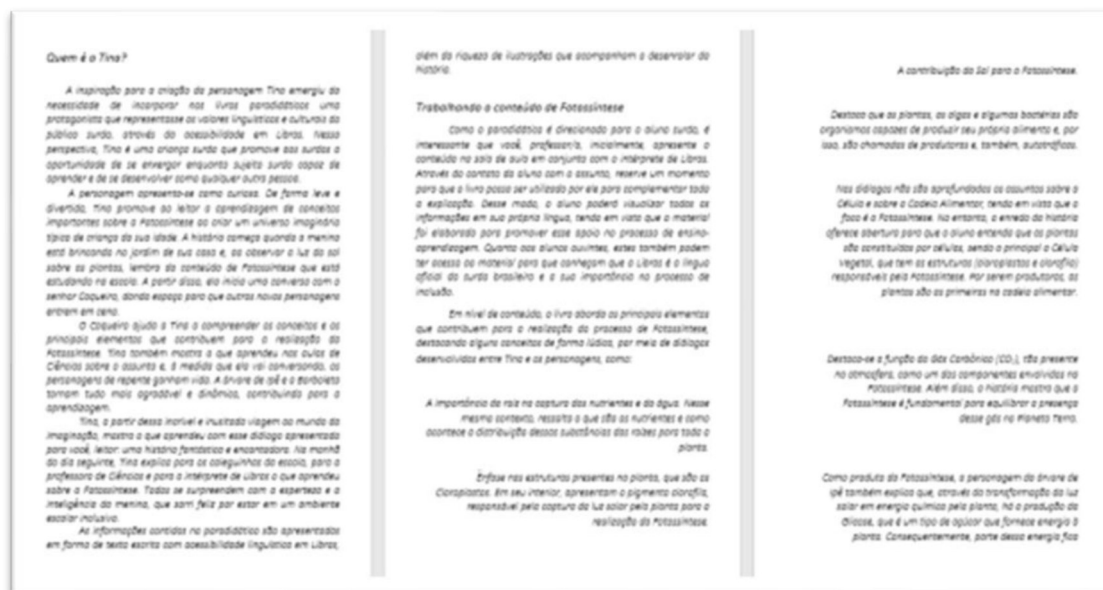 Quem é a Tina?
A inspiração para a criação da personagem Tina emergiu da
necessidade de incorporar nos livros paradidáticos uma
protagonista que representasse os valores linguísticos e culturais do
público surdo, através da acessibilidade em Libras. Nessa
perspectiva, Tina é uma criança surda que promove aos surdos a
oportunidade de se enxergar enquanto sujeito surdo capaz de
aprender e de se desenvolver como qualquer outra pessoa.
A personagem apresenta-se como curiosa. De forma leve e
divertida, Tina promove ao leitor a aprendizagem de conceitos
importantes sobre a Fotossíntese ao criar um universo imaginário
típico de criança da sua idade. A história começa quando a menina
está brincando no jardim de sua casa e, ao observar a luz do sol
sobre as plantas, lembra do conteúdo de Fotossíntese que está
estudando na escola. A partir disso, ela inicia uma conversa com o
senhor Coqueiro, dando espaço para que outros novos personagens
entrem em cena.
O Coqueiro ajuda a Tina a compreender os conceitos e os
principais elementos que contribuem para a realização da
Fotossíntese. Tina também mostra o que aprendeu nas aulas de
Ciências sobre o assunto e, à medida que ela vai conversando, os
personagens de repente ganham vida. A árvore de Ipê e a Borboleta
tornam tudo mais agradável e dinâmico, contribuindo para a
aprendizagem.
Tina, a partir dessa incrível e inusitada viagem ao mundo da
imaginação, mostra o que aprendeu com esse diálogo apresentado
para você, leitor: uma história fantástica e encantadora. Na manhã
do dia seguinte, Tina explica para os coleguinhas da escola, para a
professora de Ciências e para a intérprete de Libras o que aprendeu
sobre a Fotossíntese. Todos se surpreendem com a esperteza e a
inteligência da menina, que sorri feliz por estar em um ambiente
escolar inclusivo.
As informações contidas no paradidático são apresentadas
em forma de texto escrito com acessibilidade linguística em Libras,
além da riqueza de ilustrações que acompanham o desenrolar da
história.
Trabalhando o conteúdo de Fotossíntese
Como o paradidático é direcionado para o aluno surdo, é
interessante que você, professor/a, inicialmente, apresente o
conteúdo na sala de aula em conjunto com o intérprete de Libras.
Através do contato do aluno com o assunto, reserve um momento
para que o livro possa ser utilizado por ele para complementar toda
a explicação. Desse modo, o aluno poderá visualizar todas as
informações em sua própria língua, tendo em vista que o material
foi elaborado para promover esse apoio no processo de ensino-
aprendizagem. Quanto aos alunos ouvintes, estes também podem
ter acesso ao material para que conheçam que a Libras é a língua
oficial do surdo brasileiro e a sua importância no processo de
inclusão.
Em nível de conteúdo, o livro aborda os principais elementos
que contribuem para a realização do processo de Fotossíntese,
destacando alguns conceitos de forma lúdica, por meio de diálogos
desenvolvidos entre Tina e os personagens, como:
A importância da raiz na captura dos nutrientes e da água. Nesse
mesmo contexto, ressalta o que são os nutrientes e como
acontece a distribuição dessas substâncias das raízes para toda a
planta.
Ênfase nas estruturas presentes na planta, que são os
Cloroplastos. Em seu interior, apresentam o pigmento clorofila,
responsável pela captura da luz solar pela planta para a
realização da Fotossíntese.
A contribuição do Sol para a Fotossíntese.
Destaca que as plantas, as algas e algumas bactérias são
organismos capazes de produzir seu próprio alimento e, por
isso, são chamados de produtores e, também, autotróficos.
Nos diálogos não são aprofundados os assuntos sobre a
Célula e sobre a Cadeia Alimentar, tendo em vista que o
foco é a Fotossíntese. No entanto, o enredo da história
oferece abertura para que o aluno entenda que as plantas
são constituídas por células, sendo a principal a Célula
Vegetal, que tem as estruturas (cloroplastos e clorofila)
responsáveis pela Fotossíntese. Por serem produtoras, as
plantas são as primeiras na cadeia alimentar.
Destaca-se a função do Gás Carbônico (CO₂), tão presente
na atmosfera, como um dos componentes envolvidos na
Fotossíntese. Além disso, a história mostra que a
Fotossíntese é fundamental para equilibrar a presença
desse gás no Planeta Terra.
Como produto da Fotossíntese, a personagem da árvore de
Ipê também explica que, através da transformação da luz
solar em energia química pela planta, há a produção da
Glicose, que é um tipo de açúcar que fornece energia à
planta. Consequentemente, parte dessa energia fica